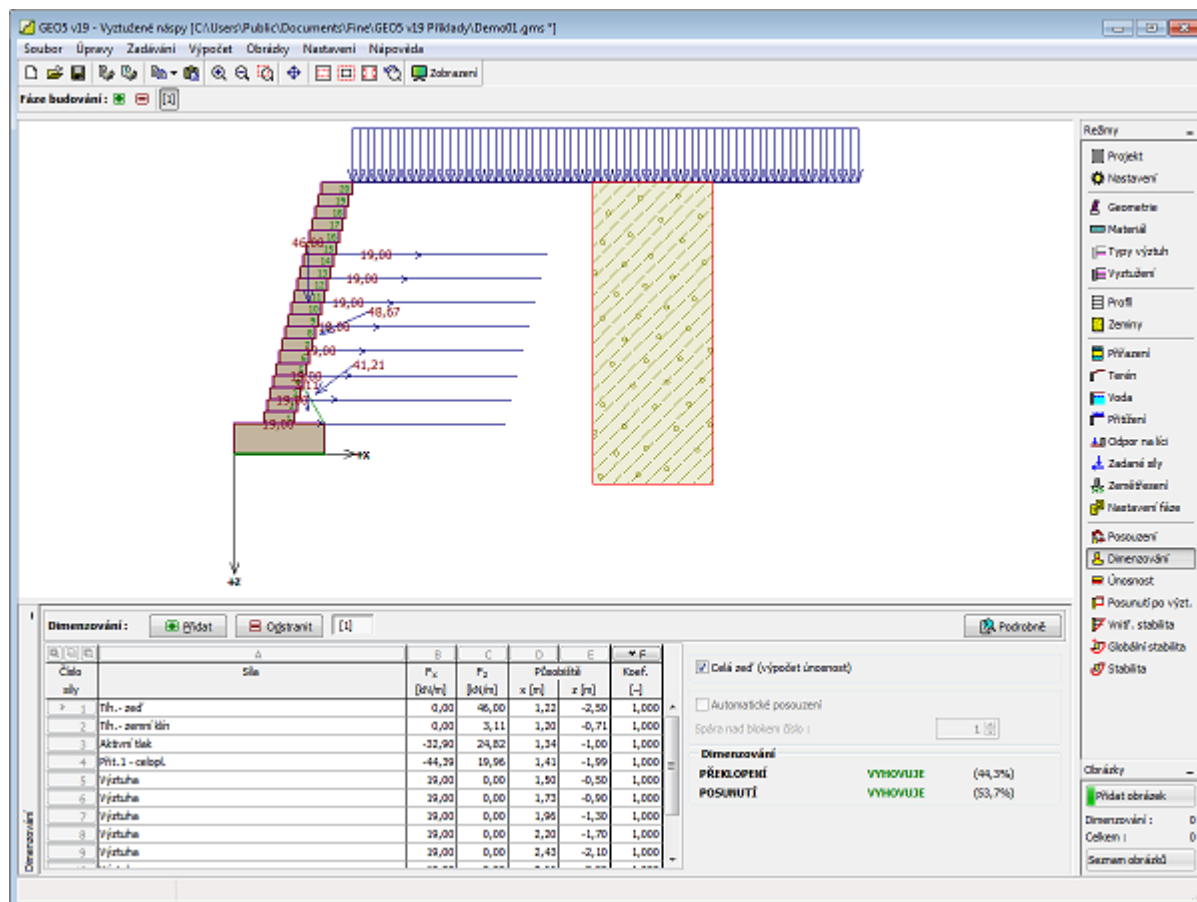 GEO5 v19 - Vyztužené náspy [C:\Users\Public\Documents\Fine\GEO5 v19 Příklady\Demo01.gms *]
Soubor Úpravy Zadávání Výpočet Obrázky Nastavení Nápověda
Zobrazení
Fáze budování : [1]
46,00
19,00
19,00
19,00
48,67
19,00
19,00
41,21
19,00
19,00
19,00
+x
+z
Režimy
Projekt
Nastavení
Geometrie
Materiál
Typy výztuh
Vyztužení
Profil
Zeminy
Přiřazení
Terén
Voda
Přitížení
Odpor na líci
Zadané síly
Zemětřesení
Nastavení fáze
Posouzení
Dimenzování
Únosnost
Posunutí po výzt.
Vnitř. stabilita
Globální stabilita
Stabilita
Obrázky
Přidat obrázek
Dimenzování : 0
Celkem : 0
Seznam obrázků
Dimenzování
Dimenzování : Přidat Odstranit [1] Podrobně
A B C D E F
Číslo síly Síla Fx [kN/m] Fz [kN/m] Působiště x [m] z [m] Koef. [–]
1 Tíh.- zeď 0,00 46,00 1,22 -2,50 1,000
2 Tíh.- zemní klín 0,00 3,11 1,20 -0,71 1,000
3 Aktivní tlak -32,90 24,82 1,34 -1,00 1,000
4 Přit.1 - celopl. -44,39 19,96 1,41 -1,99 1,000
5 Výztuha 19,00 0,00 1,50 -0,50 1,000
6 Výztuha 19,00 0,00 1,73 -0,90 1,000
7 Výztuha 19,00 0,00 1,96 -1,30 1,000
8 Výztuha 19,00 0,00 2,20 -1,70 1,000
9 Výztuha 19,00 0,00 2,43 -2,10 1,000
Celá zeď (výpočet únosnosti)
Automatické posouzení
Spára nad blokem číslo : 1
Dimenzování
PŘEKLOPENÍ VYHOVUJE (44,3%)
POSUNUTÍ VYHOVUJE (53,7%)